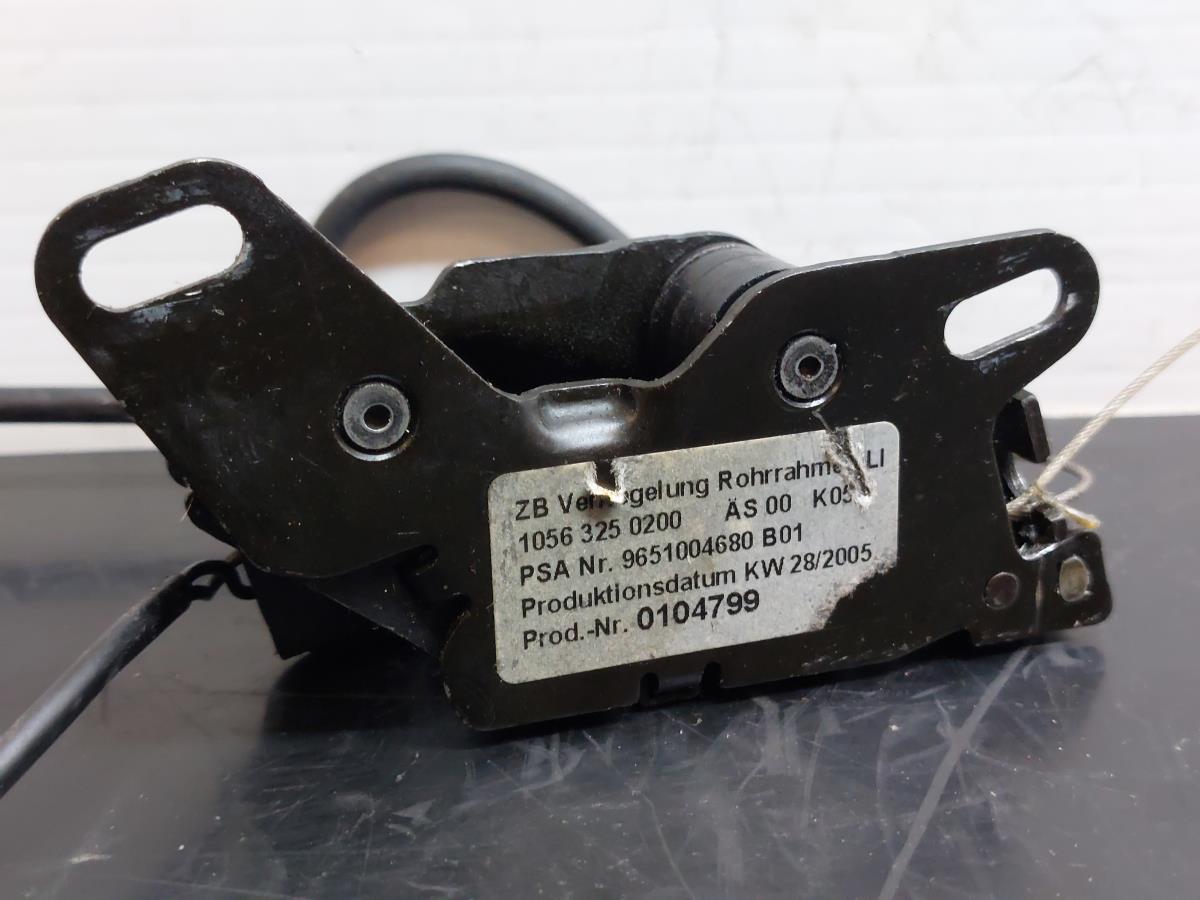 ZB Verriegelung Rohrrahmen LI
1056 325 0200 ÄS 00 K05
PSA Nr. 9651004680 B01
Produktionsdatum KW 28/2005
Prod.-Nr. 0104799